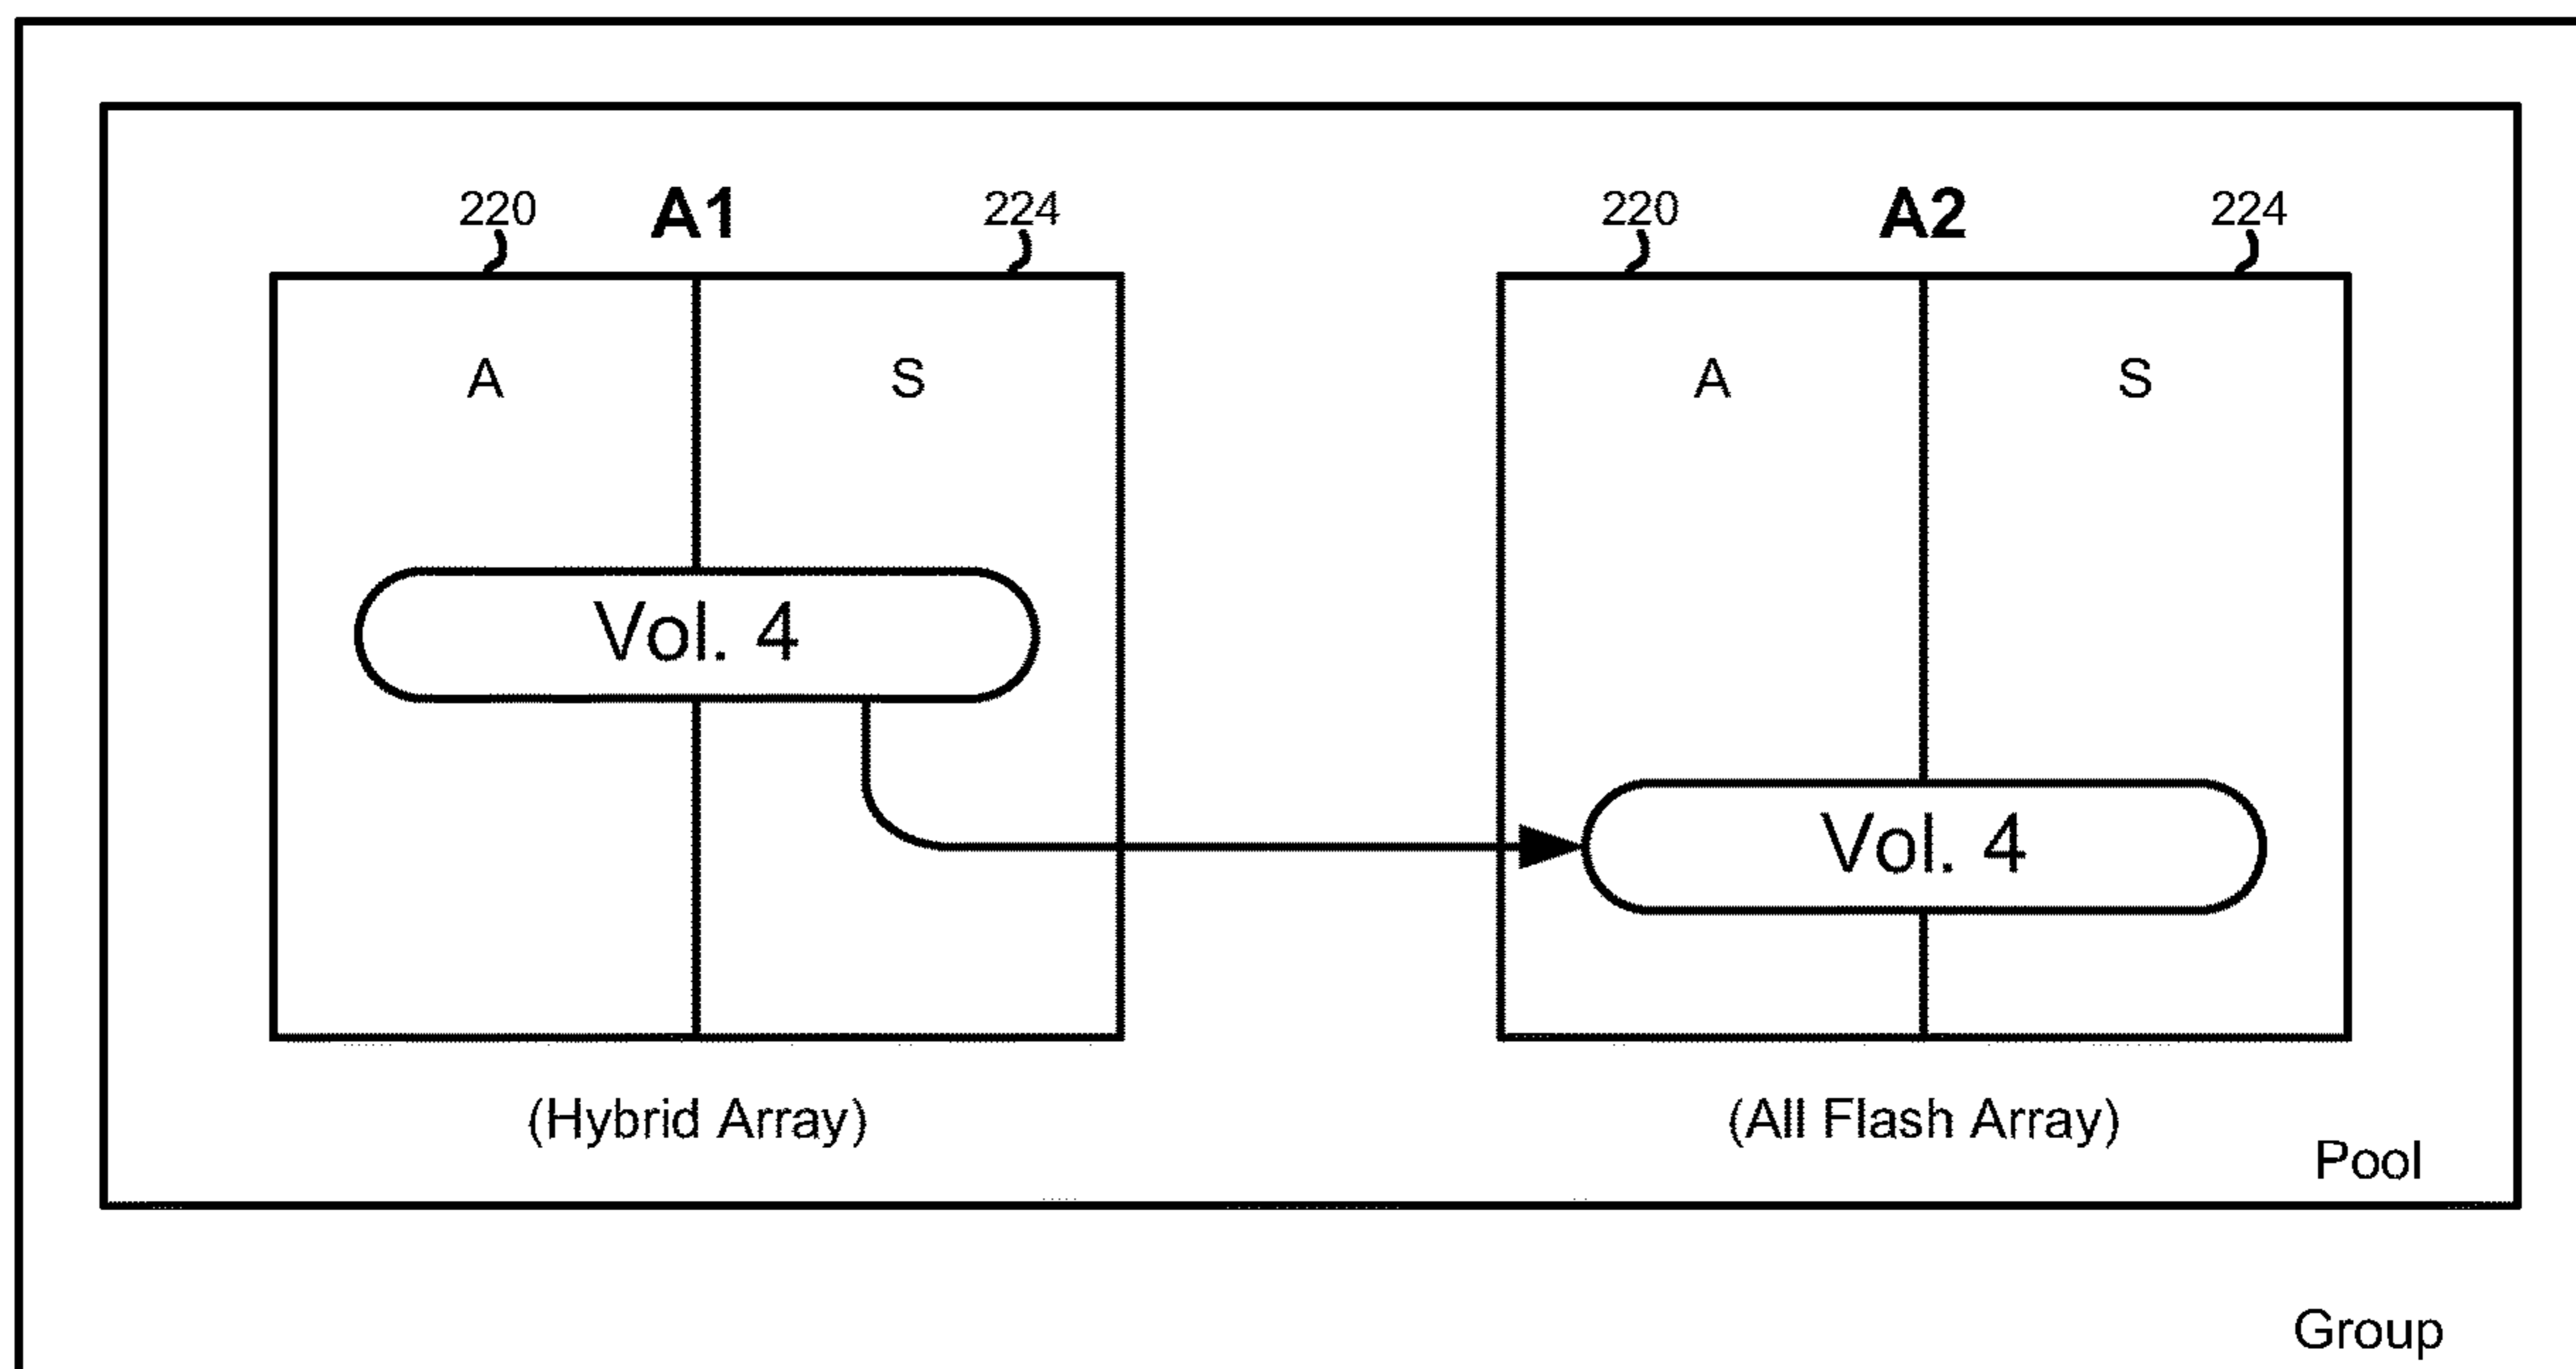 220 A1 224 220 A2 224
A S A S
Vol. 4
Vol. 4
(Hybrid Array) (All Flash Array)
Pool
Group